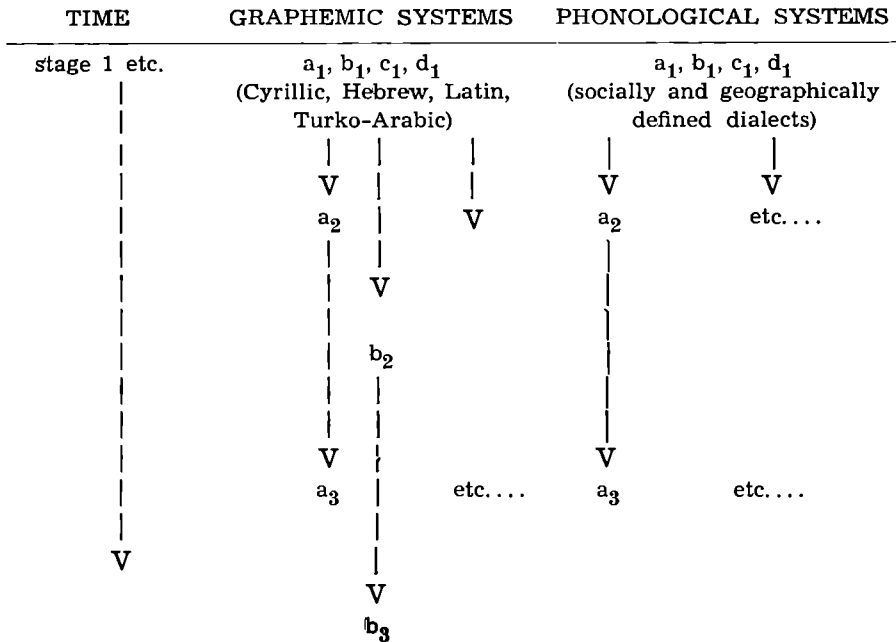 TIME GRAPHEMIC SYSTEMS PHONOLOGICAL SYSTEMS
stage 1 etc. a₁, b₁, c₁, d₁ a₁, b₁, c₁, d₁
(Cyrillic, Hebrew, Latin, (socially and geographically
Turko-Arabic) defined dialects)
V V V
a₂ V a₂ etc....
V
b₂
V V
a₃ etc.... a₃ etc....
V
V
b₃